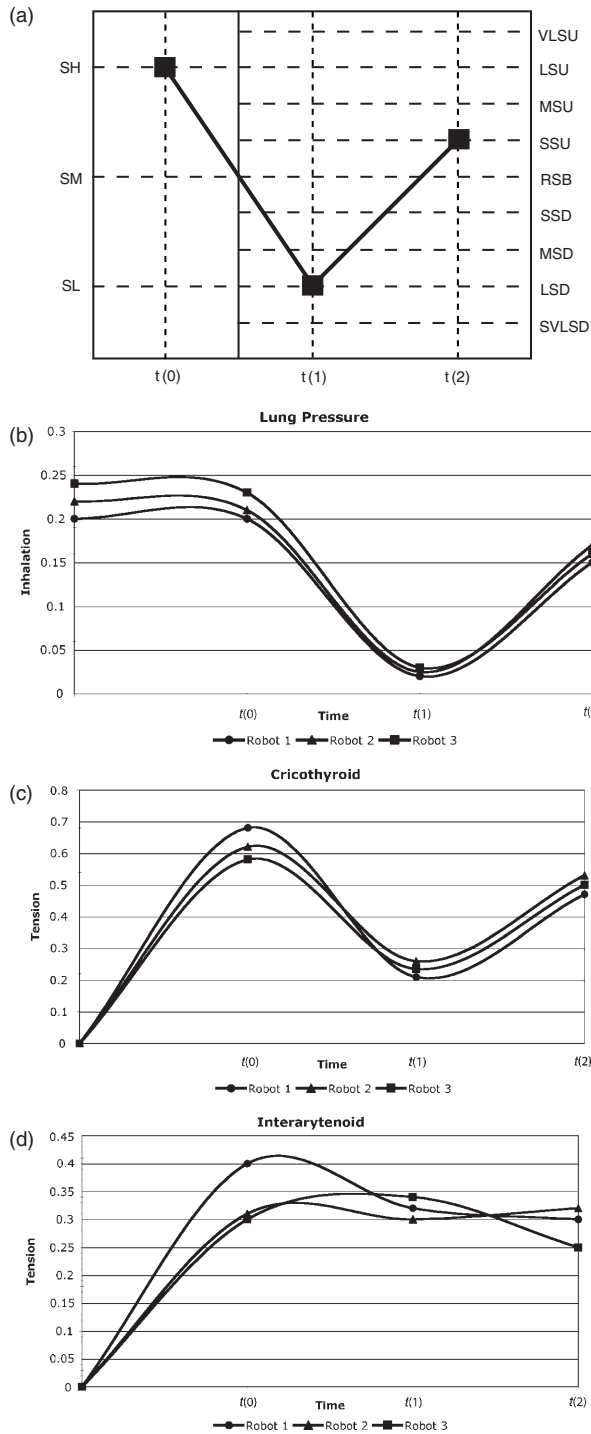 (a)
VLSU
SH
LSU
MSU
SSU
SM
RSB
SSD
MSD
SL
LSD
SVLSD
t (0) t (1) t (2)
(b)
Lung Pressure
0.3
0.25
0.2
0.15
0.1
0.05
0
Inhalation
t(0) t(1) t(
Time
Robot 1 Robot 2 Robot 3
(c)
Cricothyroid
0.8
0.7
0.6
0.5
0.4
0.3
0.2
0.1
0
Tension
t(0) t(1) t(2)
Time
Robot 1 Robot 2 Robot 3
(d)
Interarytenoid
0.45
0.4
0.35
0.3
0.25
0.2
0.15
0.1
0.05
0
Tension
t(0) t(1) t(2)
Time
Robot 1 Robot 2 Robot 3